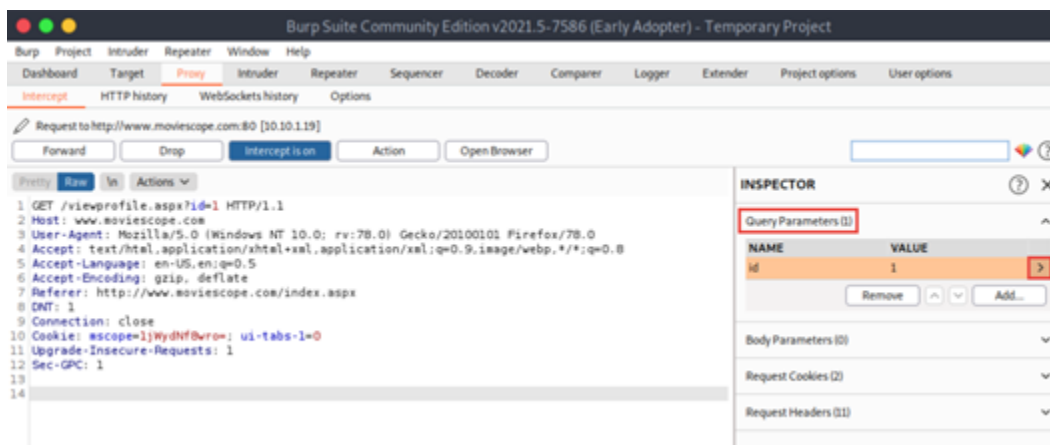 Burp Suite Community Edition v2021.5-7586 (Early Adopter) - Temporary Project
Burp Project Intruder Repeater Window Help
Dashboard Target Proxy Intruder Repeater Sequencer Decoder Comparer Logger Extender Project options User options
Intercept HTTP history WebSockets history Options
Request to http://www.moviescope.com:80 [10.10.1.19]
Forward Drop Intercept is on Action Open Browser
Pretty Raw \n Actions
INSPECTOR
1 GET /viewprofile.aspx?id=1 HTTP/1.1
2 Host: www.moviescope.com
3 User-Agent: Mozilla/5.0 (Windows NT 10.0; rv:78.0) Gecko/20100101 Firefox/78.0
4 Accept: text/html,application/xhtml+xml,application/xml;q=0.9,image/webp,*/*;q=0.8
5 Accept-Language: en-US,en;q=0.5
6 Accept-Encoding: gzip, deflate
7 Referer: http://www.moviescope.com/index.aspx
8 DNT: 1
9 Connection: close
10 Cookie: mscope=1jWydNf8wro=; ui-tabs-1=0
11 Upgrade-Insecure-Requests: 1
12 Sec-GPC: 1
13
14
Query Parameters (1)
NAME VALUE
id 1
Remove Add...
Body Parameters (0)
Request Cookies (2)
Request Headers (11)